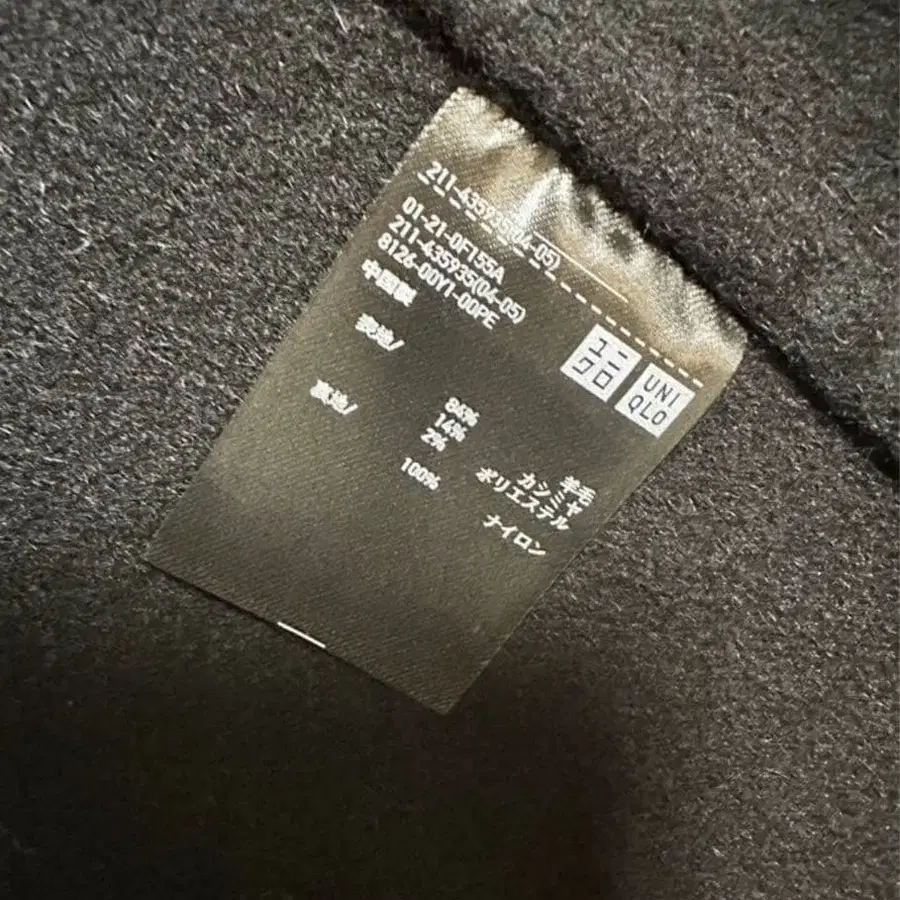 211-435935(04-05)
01-21-0F155A
211-435935(04-05)
8126-00Y1-00PE
中国製
ユニ
クロ
UNI
QLO
表地/
84% 羊毛
14% カシミヤ
2% ポリエステル
裏地/
100% ナイロン